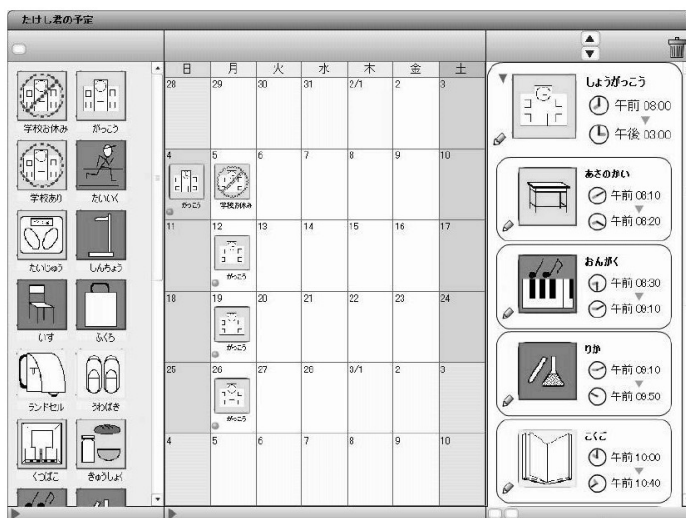 たけし君の予定
学校お休み がっこう
学校あり たいいく
たいじゅう しんちょう
いす ふくろ
ランドセル うわばき
くつばこ きゅうしょく
日 月 火 水 木 金 土
28 29 30 31 2/1 2 3
4 5 6 7 8 9 10
がっこう 学校お休み
11 12 13 14 15 16 17
がっこう
18 19 20 21 22 23 24
がっこう
25 26 27 28 3/1 2 3
がっこう
4 5 6 7 8 9 10
しょうがっこう
午前 08:00
午後 03:00
あさのかい
午前 08:10
午前 08:20
おんがく
午前 08:30
午前 09:10
りか
午前 09:10
午前 09:50
こくご
午前 10:00
午前 10:40